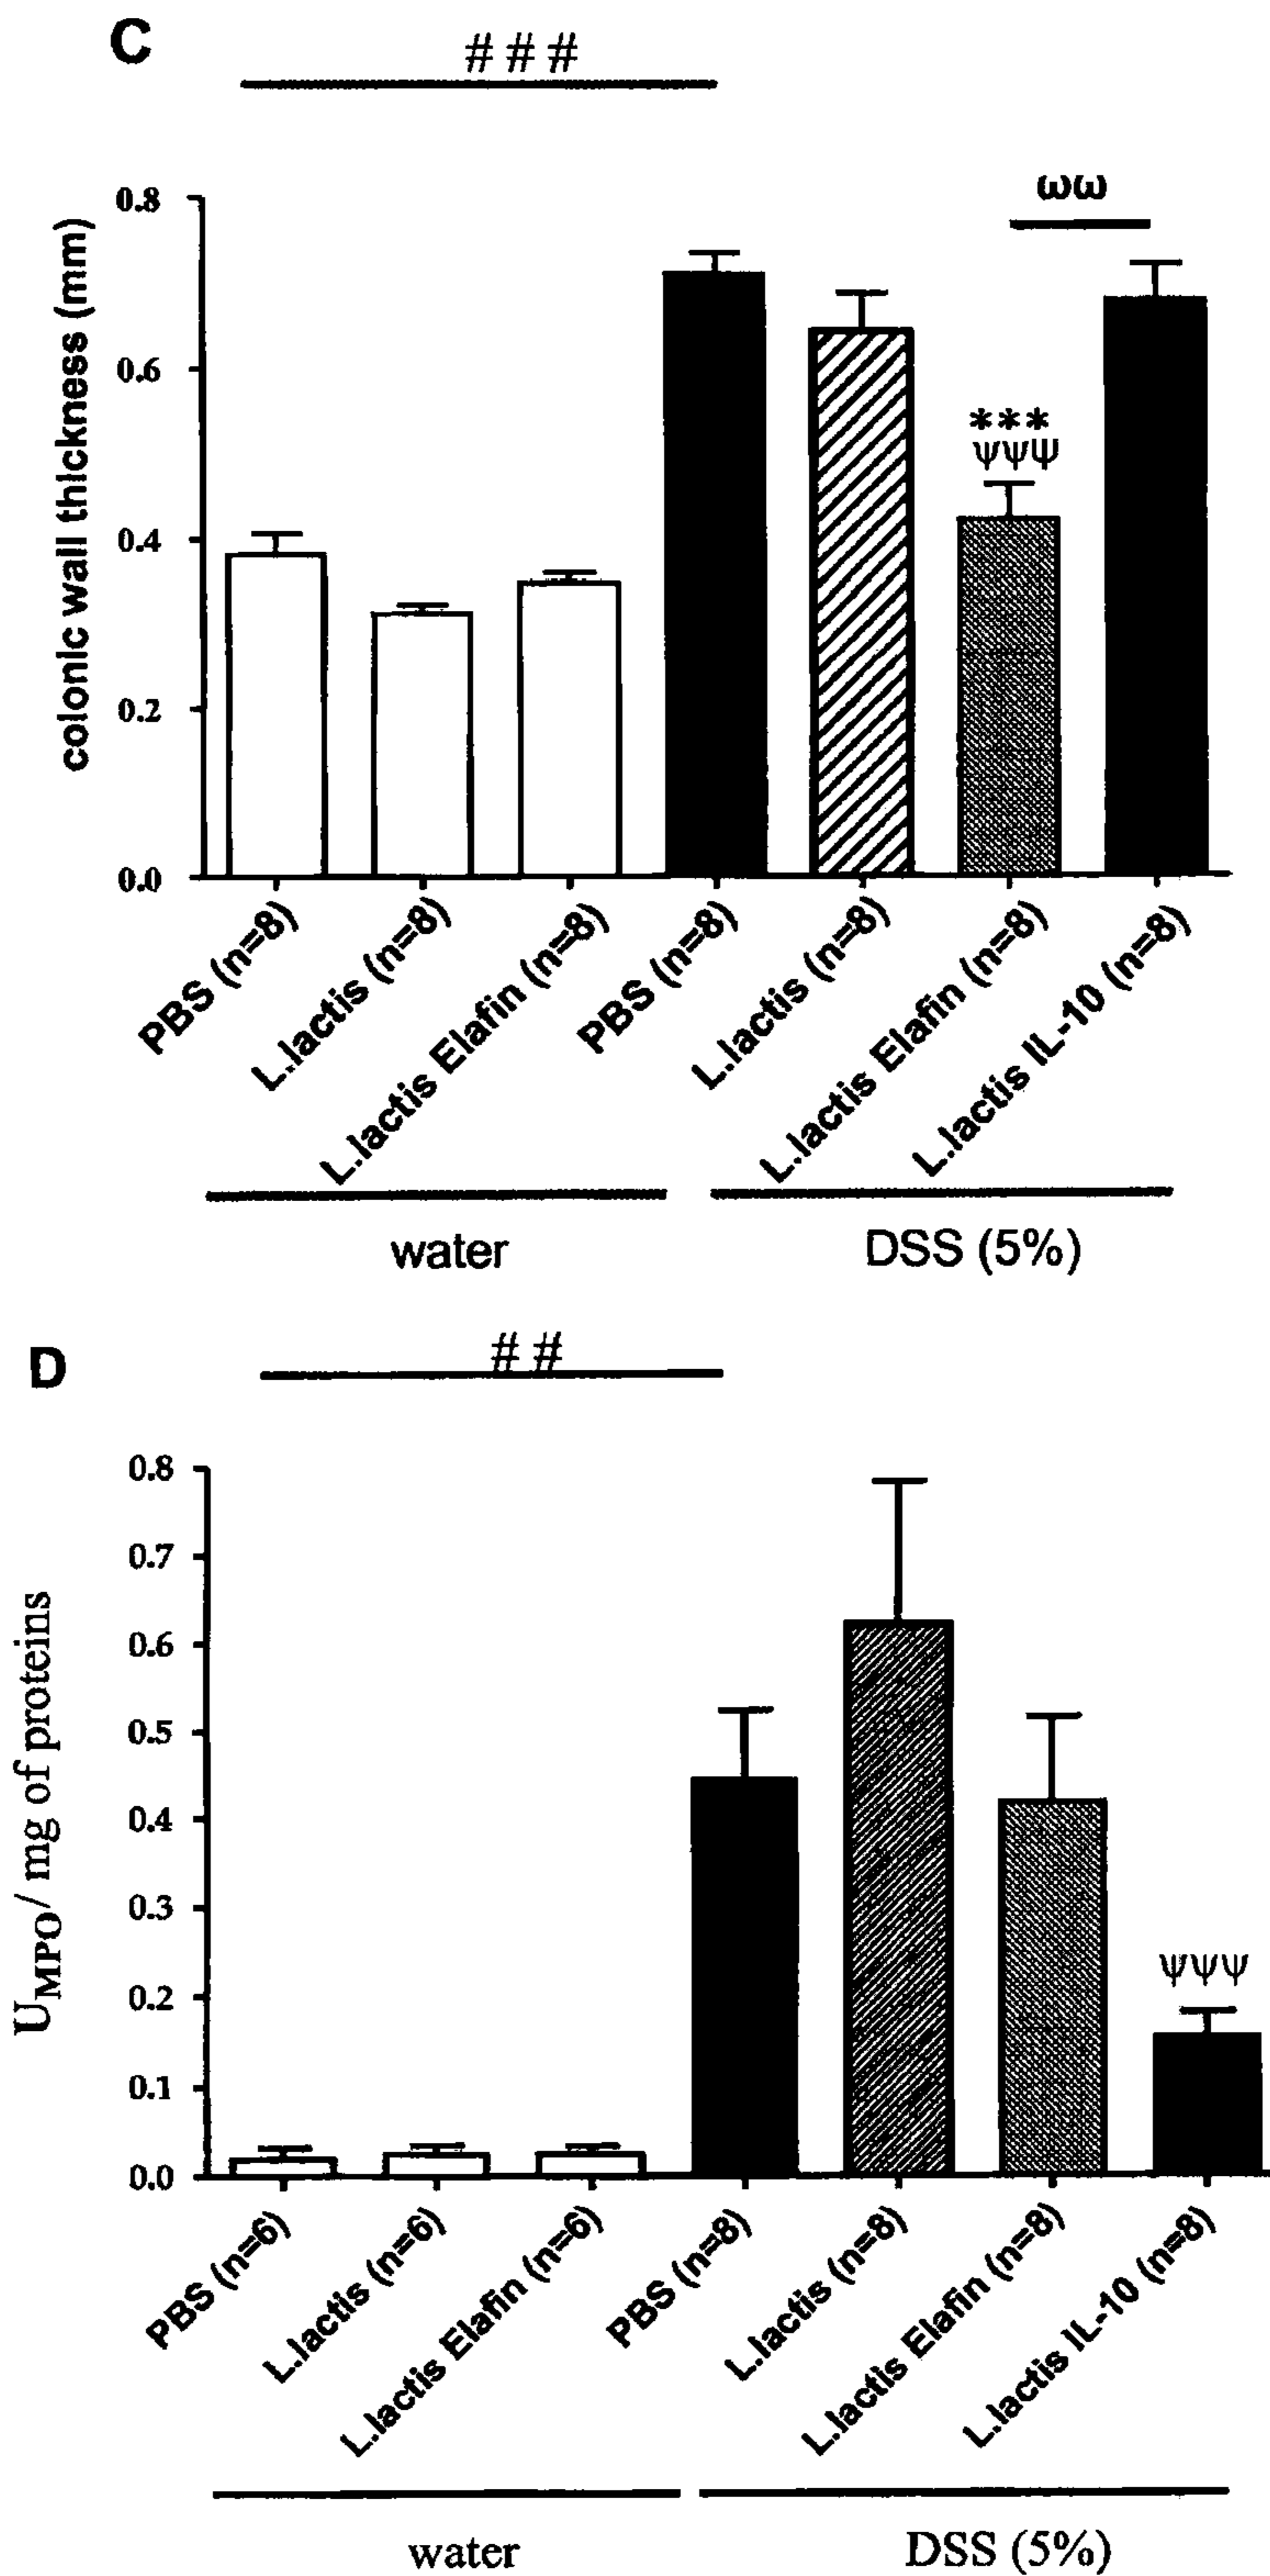 C
# # #
ωω
0.8
0.6
0.4
0.2
0.0
colonic wall thickness (mm)
***
ψψψ
PBS (n=8)
L.lactis (n=8)
L.lactis Elafin (n=8)
PBS (n=8)
L.lactis (n=8)
L.lactis Elafin (n=8)
L.lactis IL-10 (n=8)
water
DSS (5%)
D
# #
0.8
0.7
0.6
0.5
0.4
0.3
0.2
0.1
0.0
UMPO/ mg of proteins
ψψψ
PBS (n=6)
L.lactis (n=6)
L.lactis Elafin (n=6)
PBS (n=8)
L.lactis (n=8)
L.lactis Elafin (n=8)
L.lactis IL-10 (n=8)
water
DSS (5%)